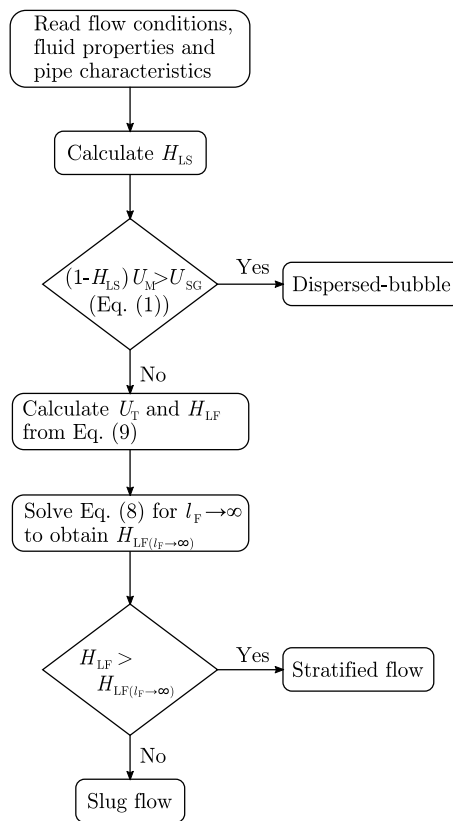 Read flow conditions,
fluid properties and
pipe characteristics
Calculate H_LS
(1-H_LS)U_M>U_SG
(Eq. (1))
Yes
Dispersed-bubble
No
Calculate U_T and H_LF
from Eq. (9)
Solve Eq. (8) for l_F→∞
to obtain H_LF(l_F→∞)
H_LF >
H_LF(l_F→∞)
Yes
Stratified flow
No
Slug flow